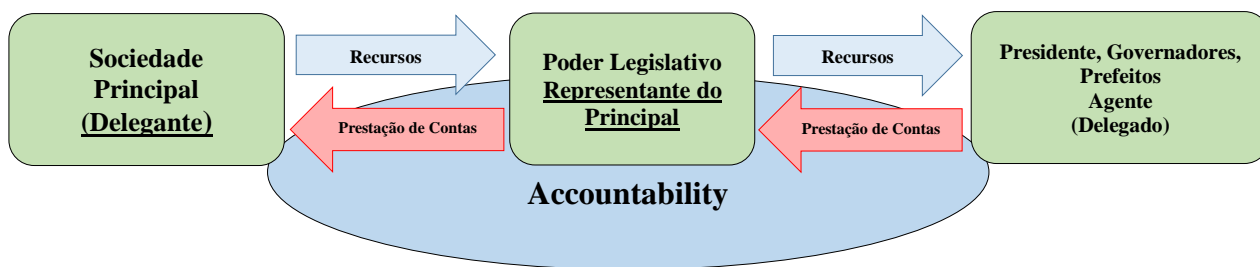 Sociedade
Principal
(Delegante)
Recursos
Prestação de Contas
Poder Legislativo
Representante do
Principal
Recursos
Prestação de Contas
Presidente, Governadores,
Prefeitos
Agente
(Delegado)
Accountability